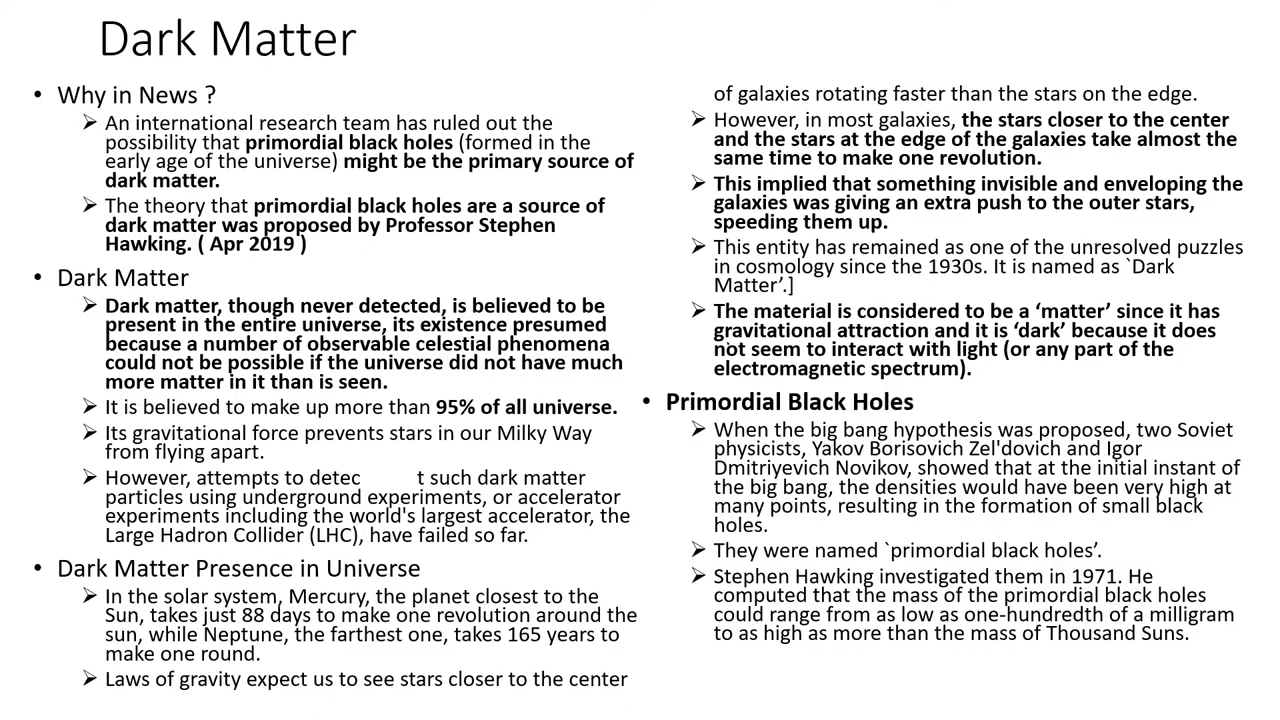 Dark Matter
• Why in News ?
➢ An international research team has ruled out the
possibility that primordial black holes (formed in the
early age of the universe) might be the primary source of
dark matter.
➢ The theory that primordial black holes are a source of
dark matter was proposed by Professor Stephen
Hawking. ( Apr 2019 )
• Dark Matter
➢ Dark matter, though never detected, is believed to be
present in the entire universe, its existence presumed
because a number of observable celestial phenomena
could not be possible if the universe did not have much
more matter in it than is seen.
➢ It is believed to make up more than 95% of all universe.
➢ Its gravitational force prevents stars in our Milky Way
from flying apart.
➢ However, attempts to detec t such dark matter
particles using underground experiments, or accelerator
experiments including the world's largest accelerator, the
Large Hadron Collider (LHC), have failed so far.
• Dark Matter Presence in Universe
➢ In the solar system, Mercury, the planet closest to the
Sun, takes just 88 days to make one revolution around the
sun, while Neptune, the farthest one, takes 165 years to
make one round.
➢ Laws of gravity expect us to see stars closer to the center
of galaxies rotating faster than the stars on the edge.
➢ However, in most galaxies, the stars closer to the center
and the stars at the edge of the galaxies take almost the
same time to make one revolution.
➢ This implied that something invisible and enveloping the
galaxies was giving an extra push to the outer stars,
speeding them up.
➢ This entity has remained as one of the unresolved puzzles
in cosmology since the 1930s. It is named as `Dark
Matter’.]
➢ The material is considered to be a ‘matter’ since it has
gravitational attraction and it is ‘dark’ because it does
not seem to interact with light (or any part of the
electromagnetic spectrum).
• Primordial Black Holes
➢ When the big bang hypothesis was proposed, two Soviet
physicists, Yakov Borisovich Zel'dovich and Igor
Dmitriyevich Novikov, showed that at the initial instant of
the big bang, the densities would have been very high at
many points, resulting in the formation of small black
holes.
➢ They were named `primordial black holes’.
➢ Stephen Hawking investigated them in 1971. He
computed that the mass of the primordial black holes
could range from as low as one-hundredth of a milligram
to as high as more than the mass of Thousand Suns.